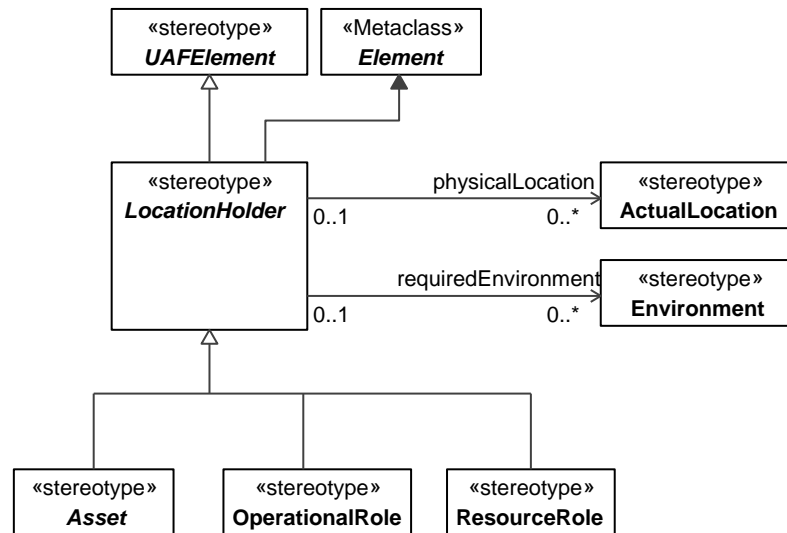 «stereotype»
UAFElement
«Metaclass»
Element
«stereotype»
LocationHolder
physicalLocation
0..1
0..*
«stereotype»
ActualLocation
requiredEnvironment
0..1
0..*
«stereotype»
Environment
«stereotype»
Asset
«stereotype»
OperationalRole
«stereotype»
ResourceRole